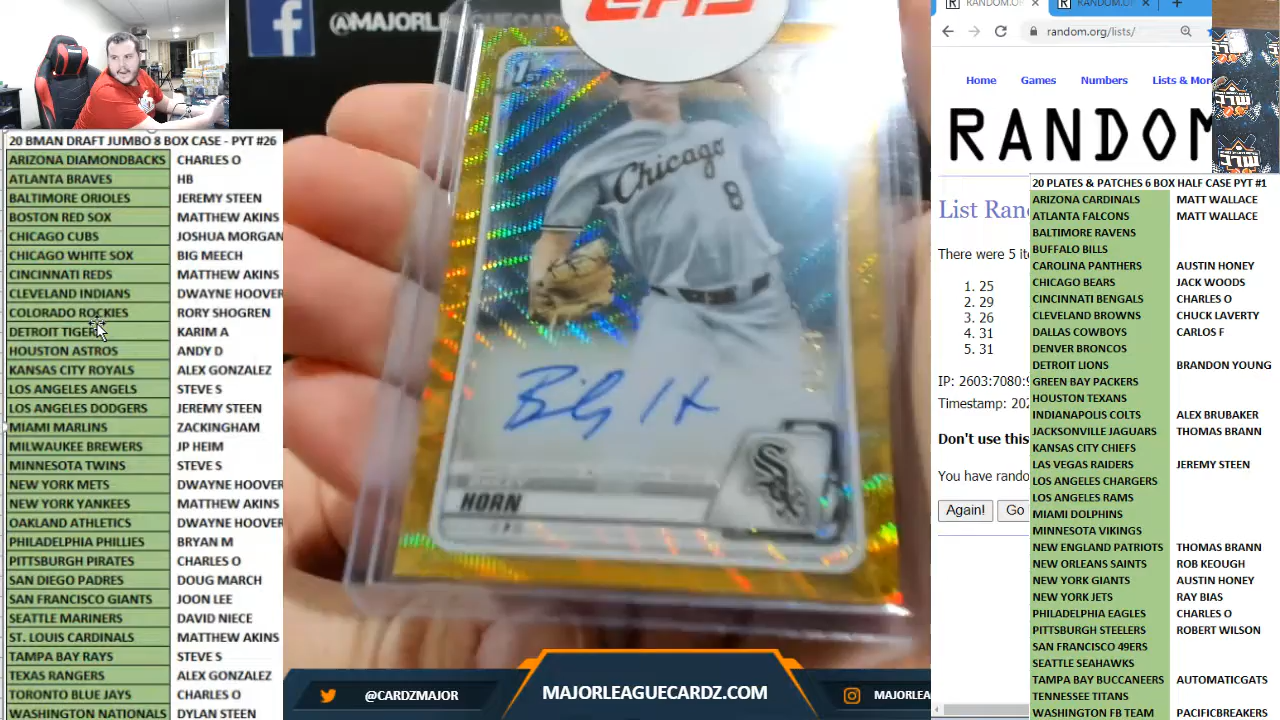 @MAJORLEAGUECARDZ
20 BMAN DRAFT JUMBO 8 BOX CASE - PYT #26
ARIZONA DIAMONDBACKS CHARLES O
ATLANTA BRAVES HB
BALTIMORE ORIOLES JEREMY STEEN
BOSTON RED SOX MATTHEW AKINS
CHICAGO CUBS JOSHUA MORGAN
CHICAGO WHITE SOX BIG MEECH
CINCINNATI REDS MATTHEW AKINS
CLEVELAND INDIANS DWAYNE HOOVER
COLORADO ROCKIES RORY SHOGREN
DETROIT TIGER KARIM A
HOUSTON ASTROS ANDY D
KANSAS CITY ROYALS ALEX GONZALEZ
LOS ANGELES ANGELS STEVE S
LOS ANGELES DODGERS JEREMY STEEN
MIAMI MARLINS ZACKINGHAM
MILWAUKEE BREWERS JP HEIM
MINNESOTA TWINS STEVE S
NEW YORK METS DWAYNE HOOVER
NEW YORK YANKEES MATTHEW AKINS
OAKLAND ATHLETICS DWAYNE HOOVER
PHILADELPHIA PHILLIES BRYAN M
PITTSBURGH PIRATES CHARLES O
SAN DIEGO PADRES DOUG MARCH
SAN FRANCISCO GIANTS JOON LEE
SEATTLE MARINERS DAVID NIECE
ST. LOUIS CARDINALS MATTHEW AKINS
TAMPA BAY RAYS STEVE S
TEXAS RANGERS ALEX GONZALEZ
TORONTO BLUE JAYS CHARLES O
WASHINGTON NATIONALS DYLAN STEEN
1ST
Chicago
8
HORN
@CARDZMAJOR
MAJORLEAGUECARDZ.COM
MAJORLEA
RANDOM.OR
RANDOM.OR
random.org/lists/
Home Games Numbers Lists & Mor
RANDOM
List Ran
There were 5 ite
1. 25
2. 29
3. 26
4. 31
5. 31
IP: 2603:7080:
Timestamp: 202
Don't use this
You have rando
Again! Go
20 PLATES & PATCHES 6 BOX HALF CASE PYT #1
ARIZONA CARDINALS MATT WALLACE
ATLANTA FALCONS MATT WALLACE
BALTIMORE RAVENS
BUFFALO BILLS
CAROLINA PANTHERS AUSTIN HONEY
CHICAGO BEARS JACK WOODS
CINCINNATI BENGALS CHARLES O
CLEVELAND BROWNS CHUCK LAVERTY
DALLAS COWBOYS CARLOS F
DENVER BRONCOS
DETROIT LIONS BRANDON YOUNG
GREEN BAY PACKERS
HOUSTON TEXANS
INDIANAPOLIS COLTS ALEX BRUBAKER
JACKSONVILLE JAGUARS THOMAS BRANN
KANSAS CITY CHIEFS
LAS VEGAS RAIDERS JEREMY STEEN
LOS ANGELES CHARGERS
LOS ANGELES RAMS
MIAMI DOLPHINS
MINNESOTA VIKINGS
NEW ENGLAND PATRIOTS THOMAS BRANN
NEW ORLEANS SAINTS ROB KEOUGH
NEW YORK GIANTS AUSTIN HONEY
NEW YORK JETS RAY BIAS
PHILADELPHIA EAGLES CHARLES O
PITTSBURGH STEELERS ROBERT WILSON
SAN FRANCISCO 49ERS
SEATTLE SEAHAWKS
TAMPA BAY BUCCANEERS AUTOMATICGATS
TENNESSEE TITANS
WASHINGTON FB TEAM PACIFICBREAKERS